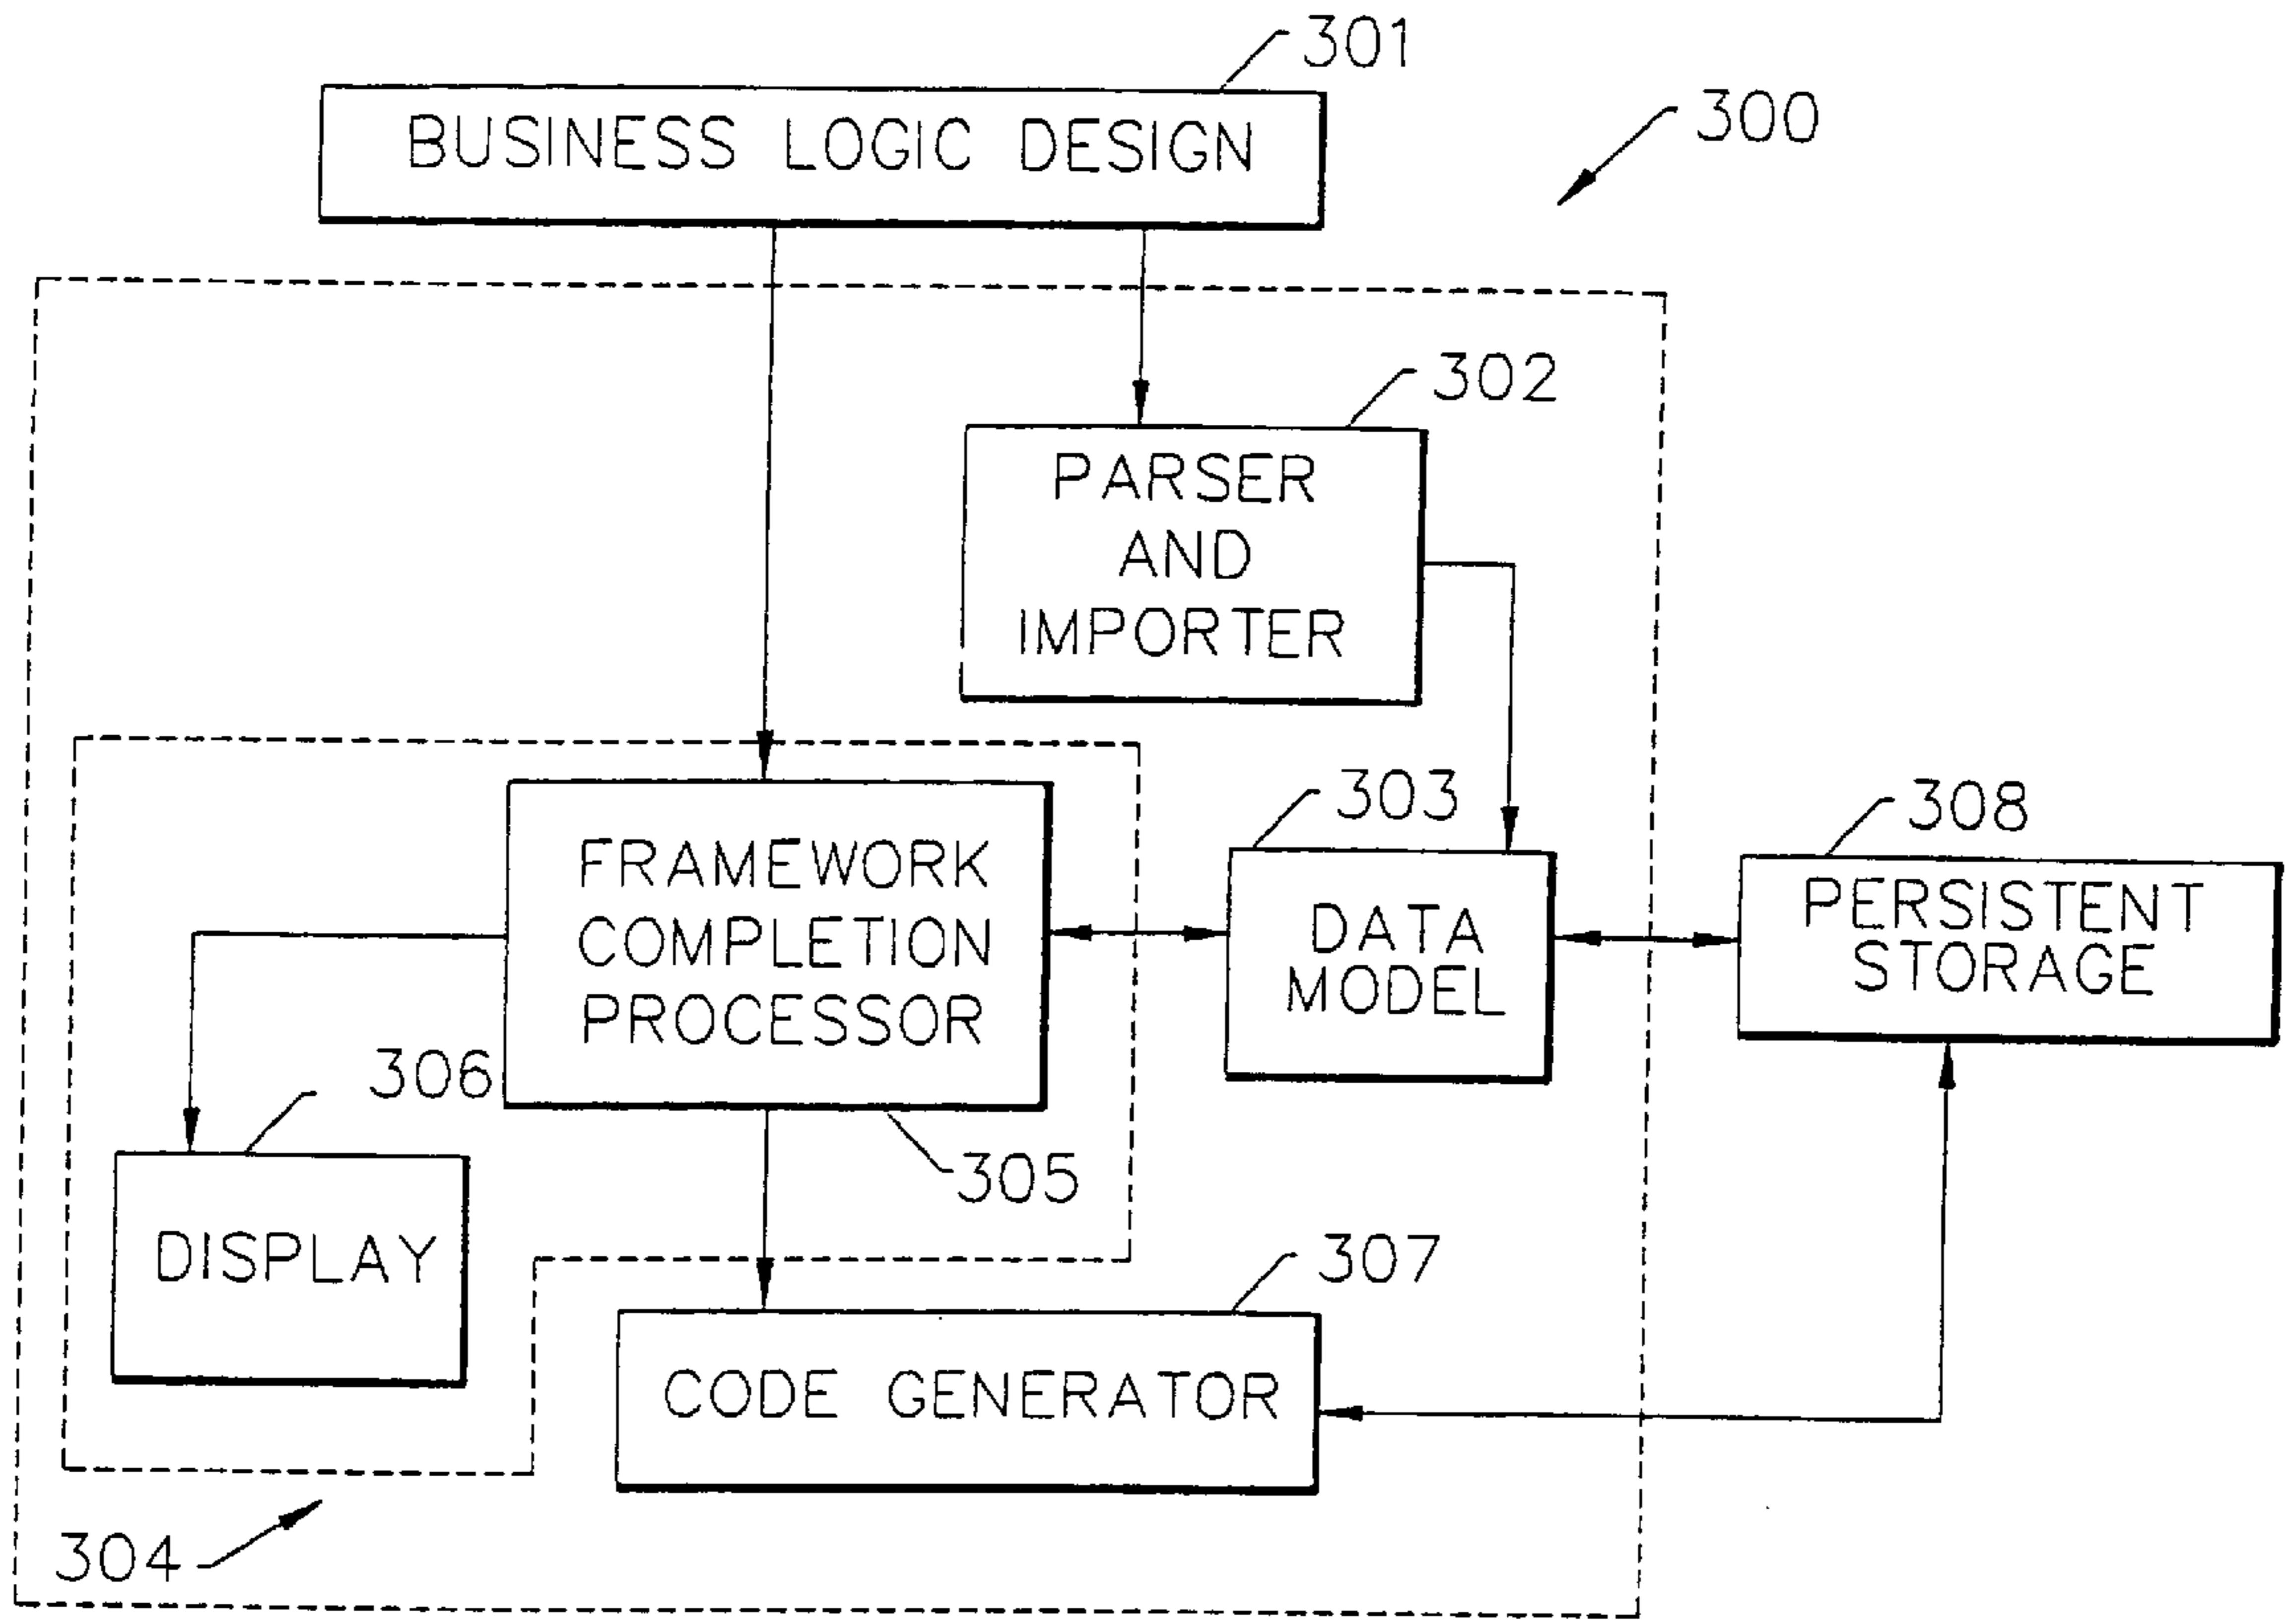 301
BUSINESS LOGIC DESIGN
300
302
PARSER
AND
IMPORTER
303
308
FRAMEWORK
COMPLETION
PROCESSOR
DATA
MODEL
PERSISTENT
STORAGE
306
305
DISPLAY
307
CODE GENERATOR
304